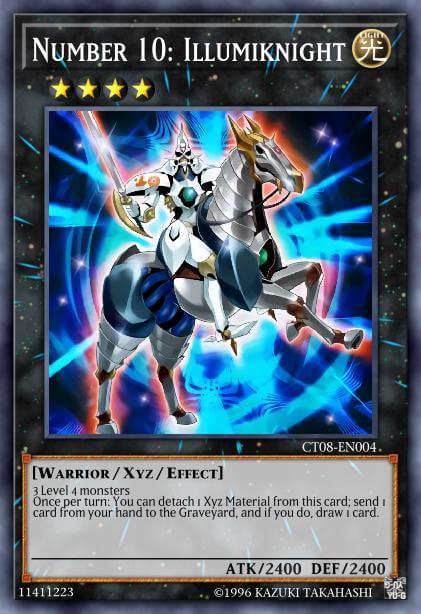 Number 10: Illumiknight
LIGHT
光
10
CT08-EN004
[Warrior / Xyz / Effect]
3 Level 4 monsters
Once per turn: You can detach 1 Xyz Material from this card; send 1
card from your hand to the Graveyard, and if you do, draw 1 card.
ATK/2400 DEF/2400
11411223
©1996 KAZUKI TAKAHASHI